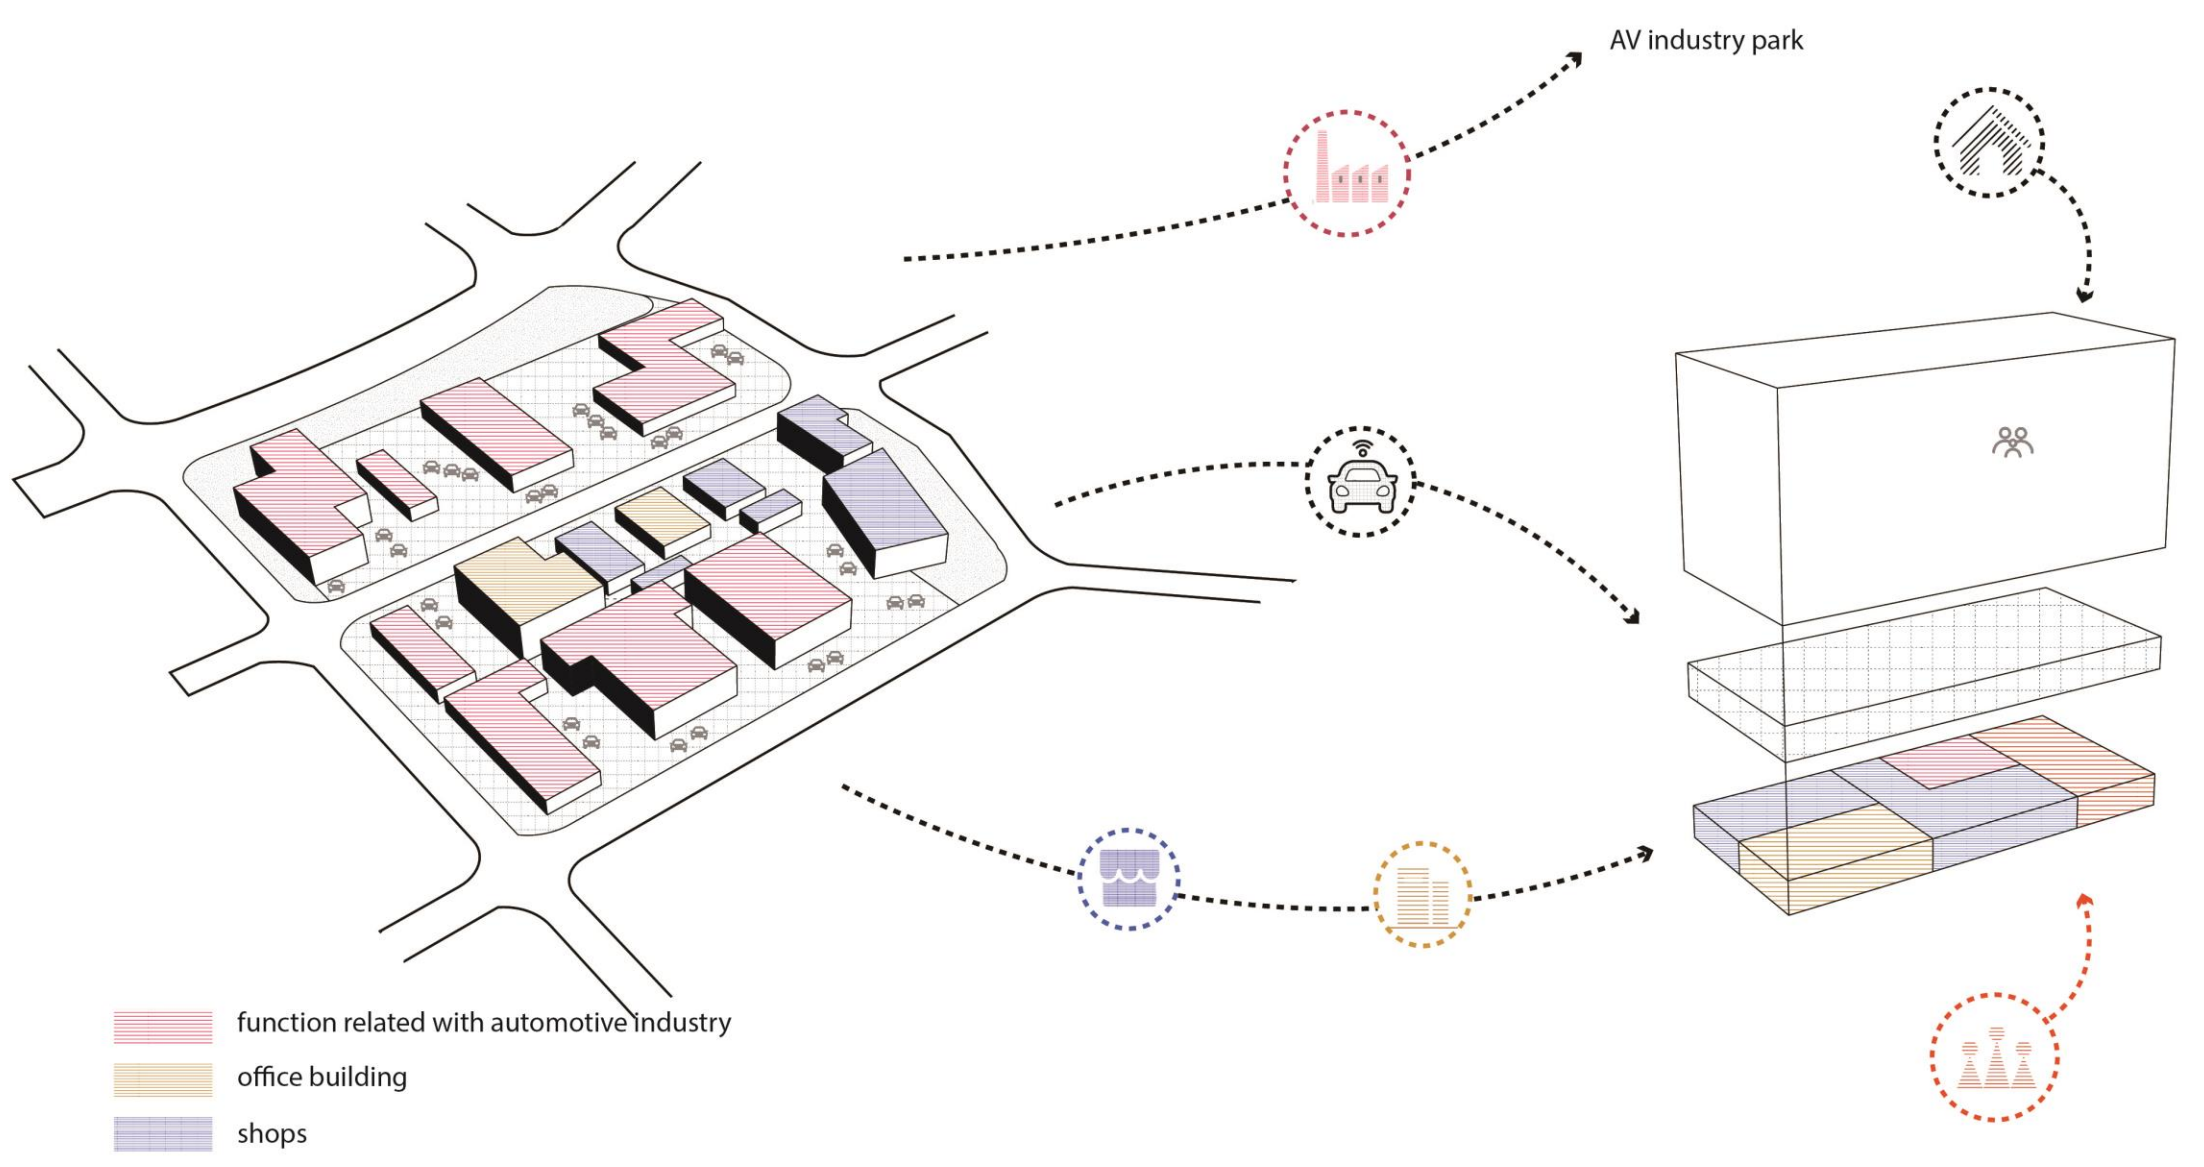 AV industry park
function related with automotive industry
office building
shops